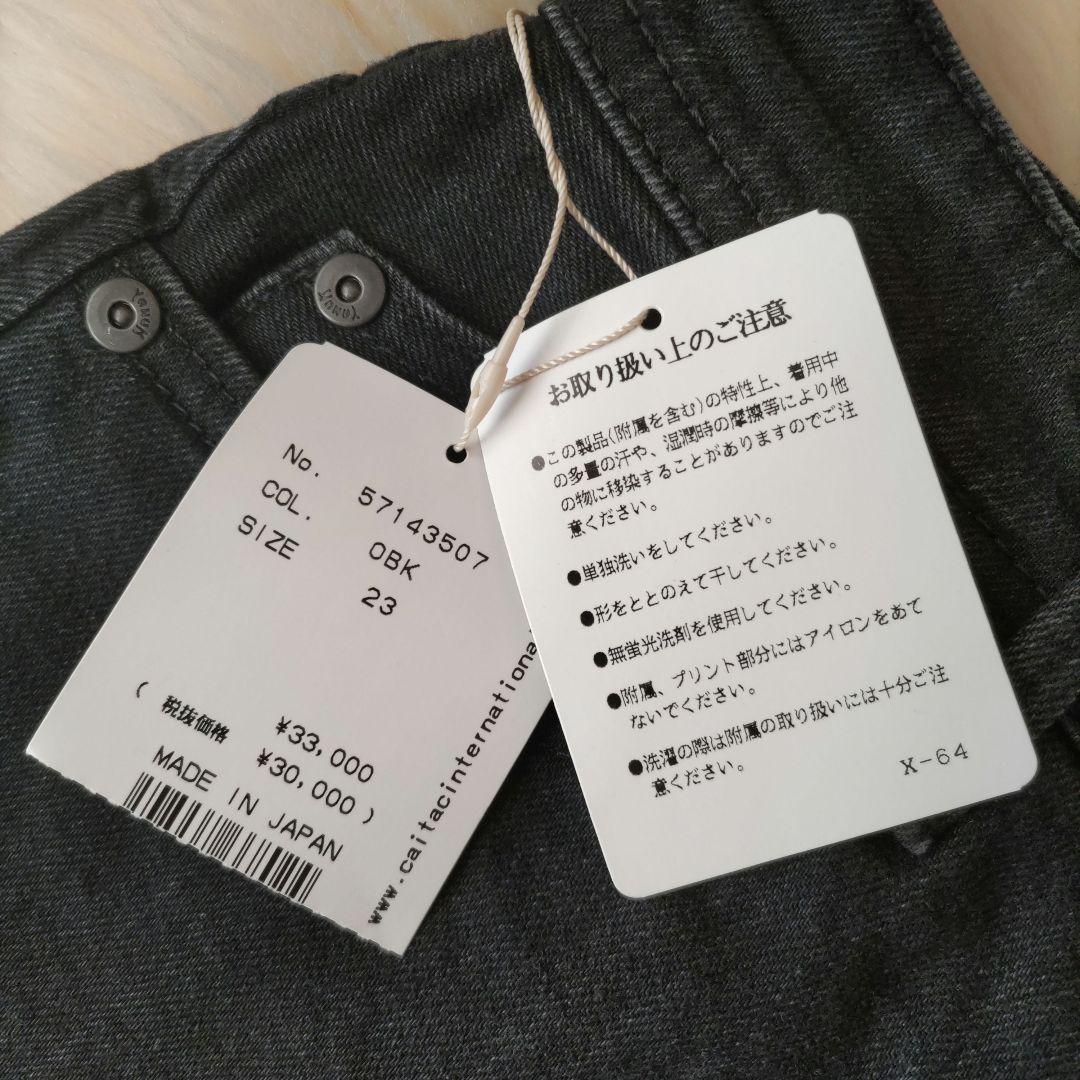 YANUK
YANUK
No. 57143507
COL. 0BK
SIZE 23
¥33,000
( 税抜価格 ¥30,000 )
MADE IN JAPAN
www.caitacinternationa
お取り扱い上のご注意
●この製品(附属を含む)の特性上、着用中
の多量の汗や、湿潤時の摩擦等により他
の物に移染することがありますのでご注
意ください。
●単独洗いをしてください。
●形をととのえて干してください。
●無蛍光洗剤を使用してください。
●附属、プリント部分にはアイロンをあて
ないでください。
●洗濯の際は附属の取り扱いには十分ご注
意ください。
X-64